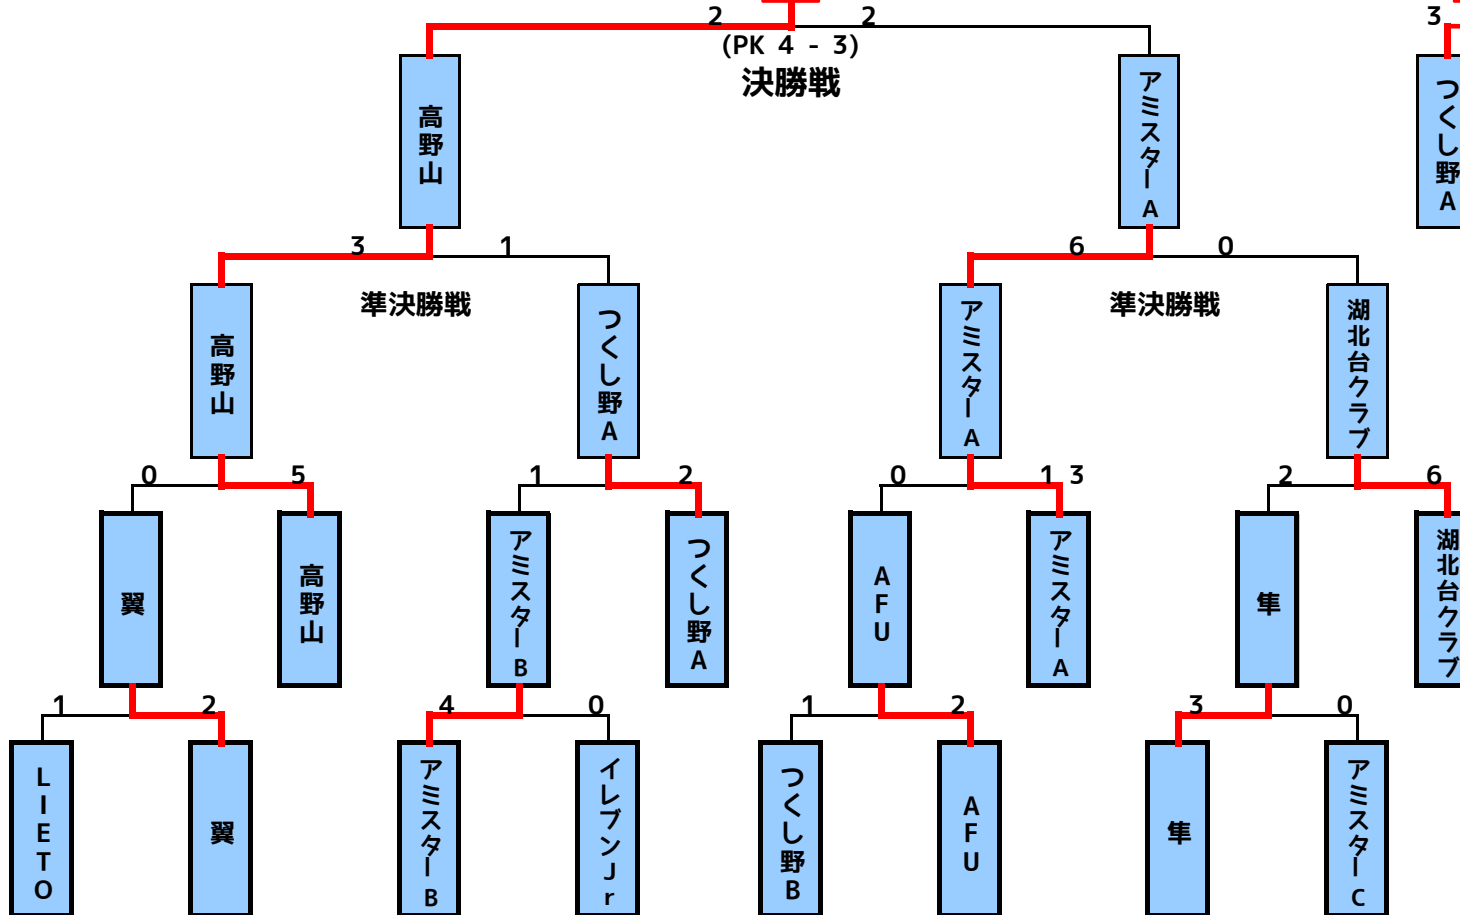 2 2 3
(PK 4 - 3)
決勝戦
高野山
アミスターA
つくし野A
3 1 6 0
準決勝戦 準決勝戦
高野山
つくし野A
アミスターA
湖北台クラブ
0 5 1 2 0 13 2 6
翼
高野山
アミスターB
つくし野A
AFU
アミスターA
隼
湖北台クラブ
1 2 4 0 1 2 3 0
LIETO
翼
アミスターB
イレブンJr
つくし野B
AFU
隼
アミスターC